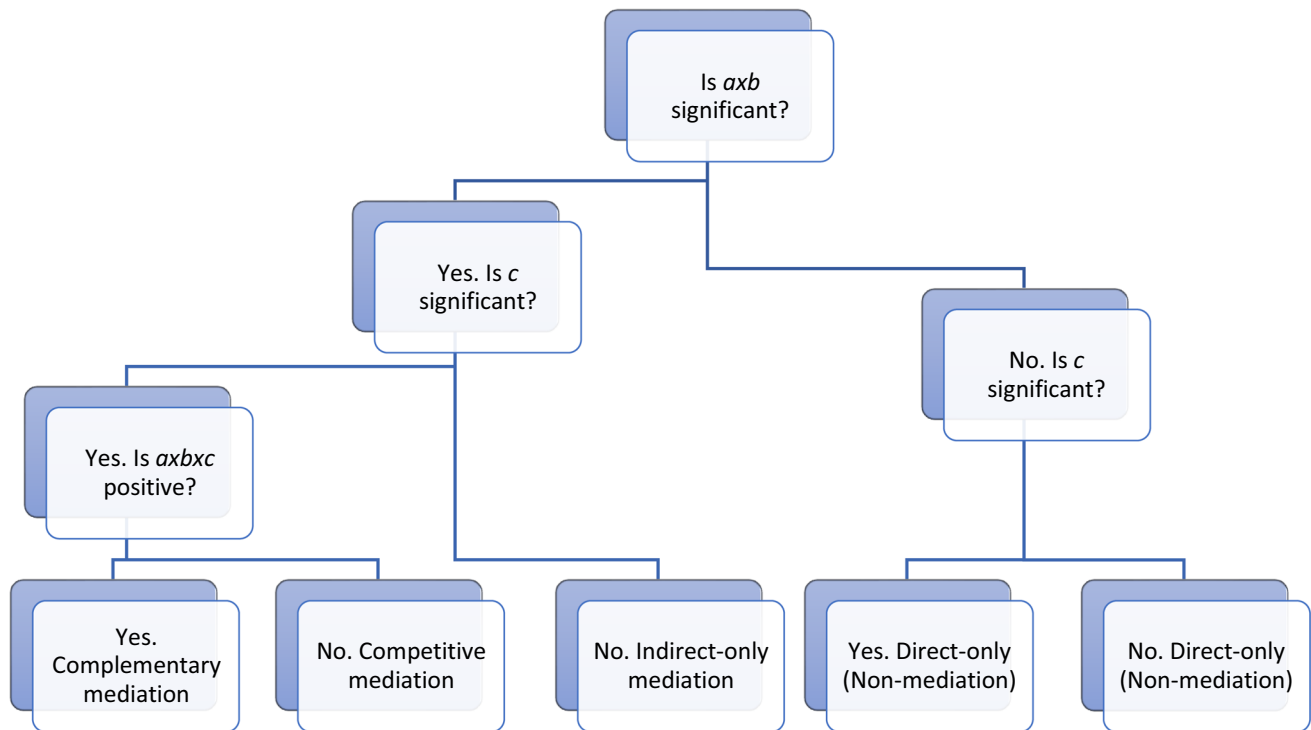 Is axb
significant?
Yes. Is c
significant?
No. Is c
significant?
Yes. Is axbxc
positive?
Yes.
Complementary
mediation
No. Competitive
mediation
No. Indirect-only
mediation
Yes. Direct-only
(Non-mediation)
No. Direct-only
(Non-mediation)